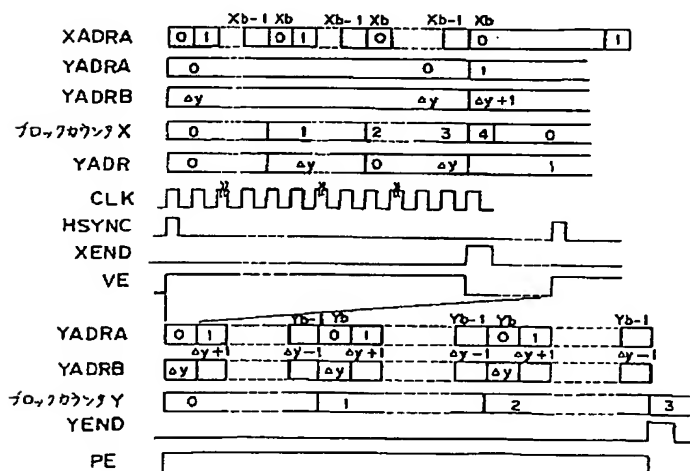 Xb-1 Xb Xb-1 Xb Xb-1 Xb
XADRA 0 1 0 1 0 0 1
YADRA 0 0 1
YADRB Δy Δy Δy+1
ブロックカウンタX 0 1 2 3 4 0
YADR 0 Δy 0 Δy 1
CLK
HSYNC
XEND
VE
Yb-1 Yb Yb-1 Yb Yb-1
YADRA 0 1 0 1 0 1
Δy+1 Δy-1 Δy+1 Δy-1 Δy+1 Δy-1
YADRB Δy Δy Δy
ブロックカウンタY 0 1 2 3
YEND
PE